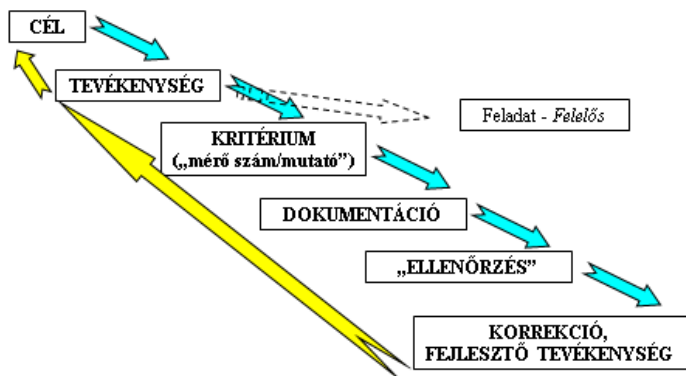 CÉL
TEVÉKENYSÉG
Feladat - Felelős
KRITÉRIUM
(„mérő szám/mutató”)
DOKUMENTÁCIÓ
„ELLENŐRZÉS”
KORREKCIÓ,
FEJLESZTŐ TEVÉKENYSÉG